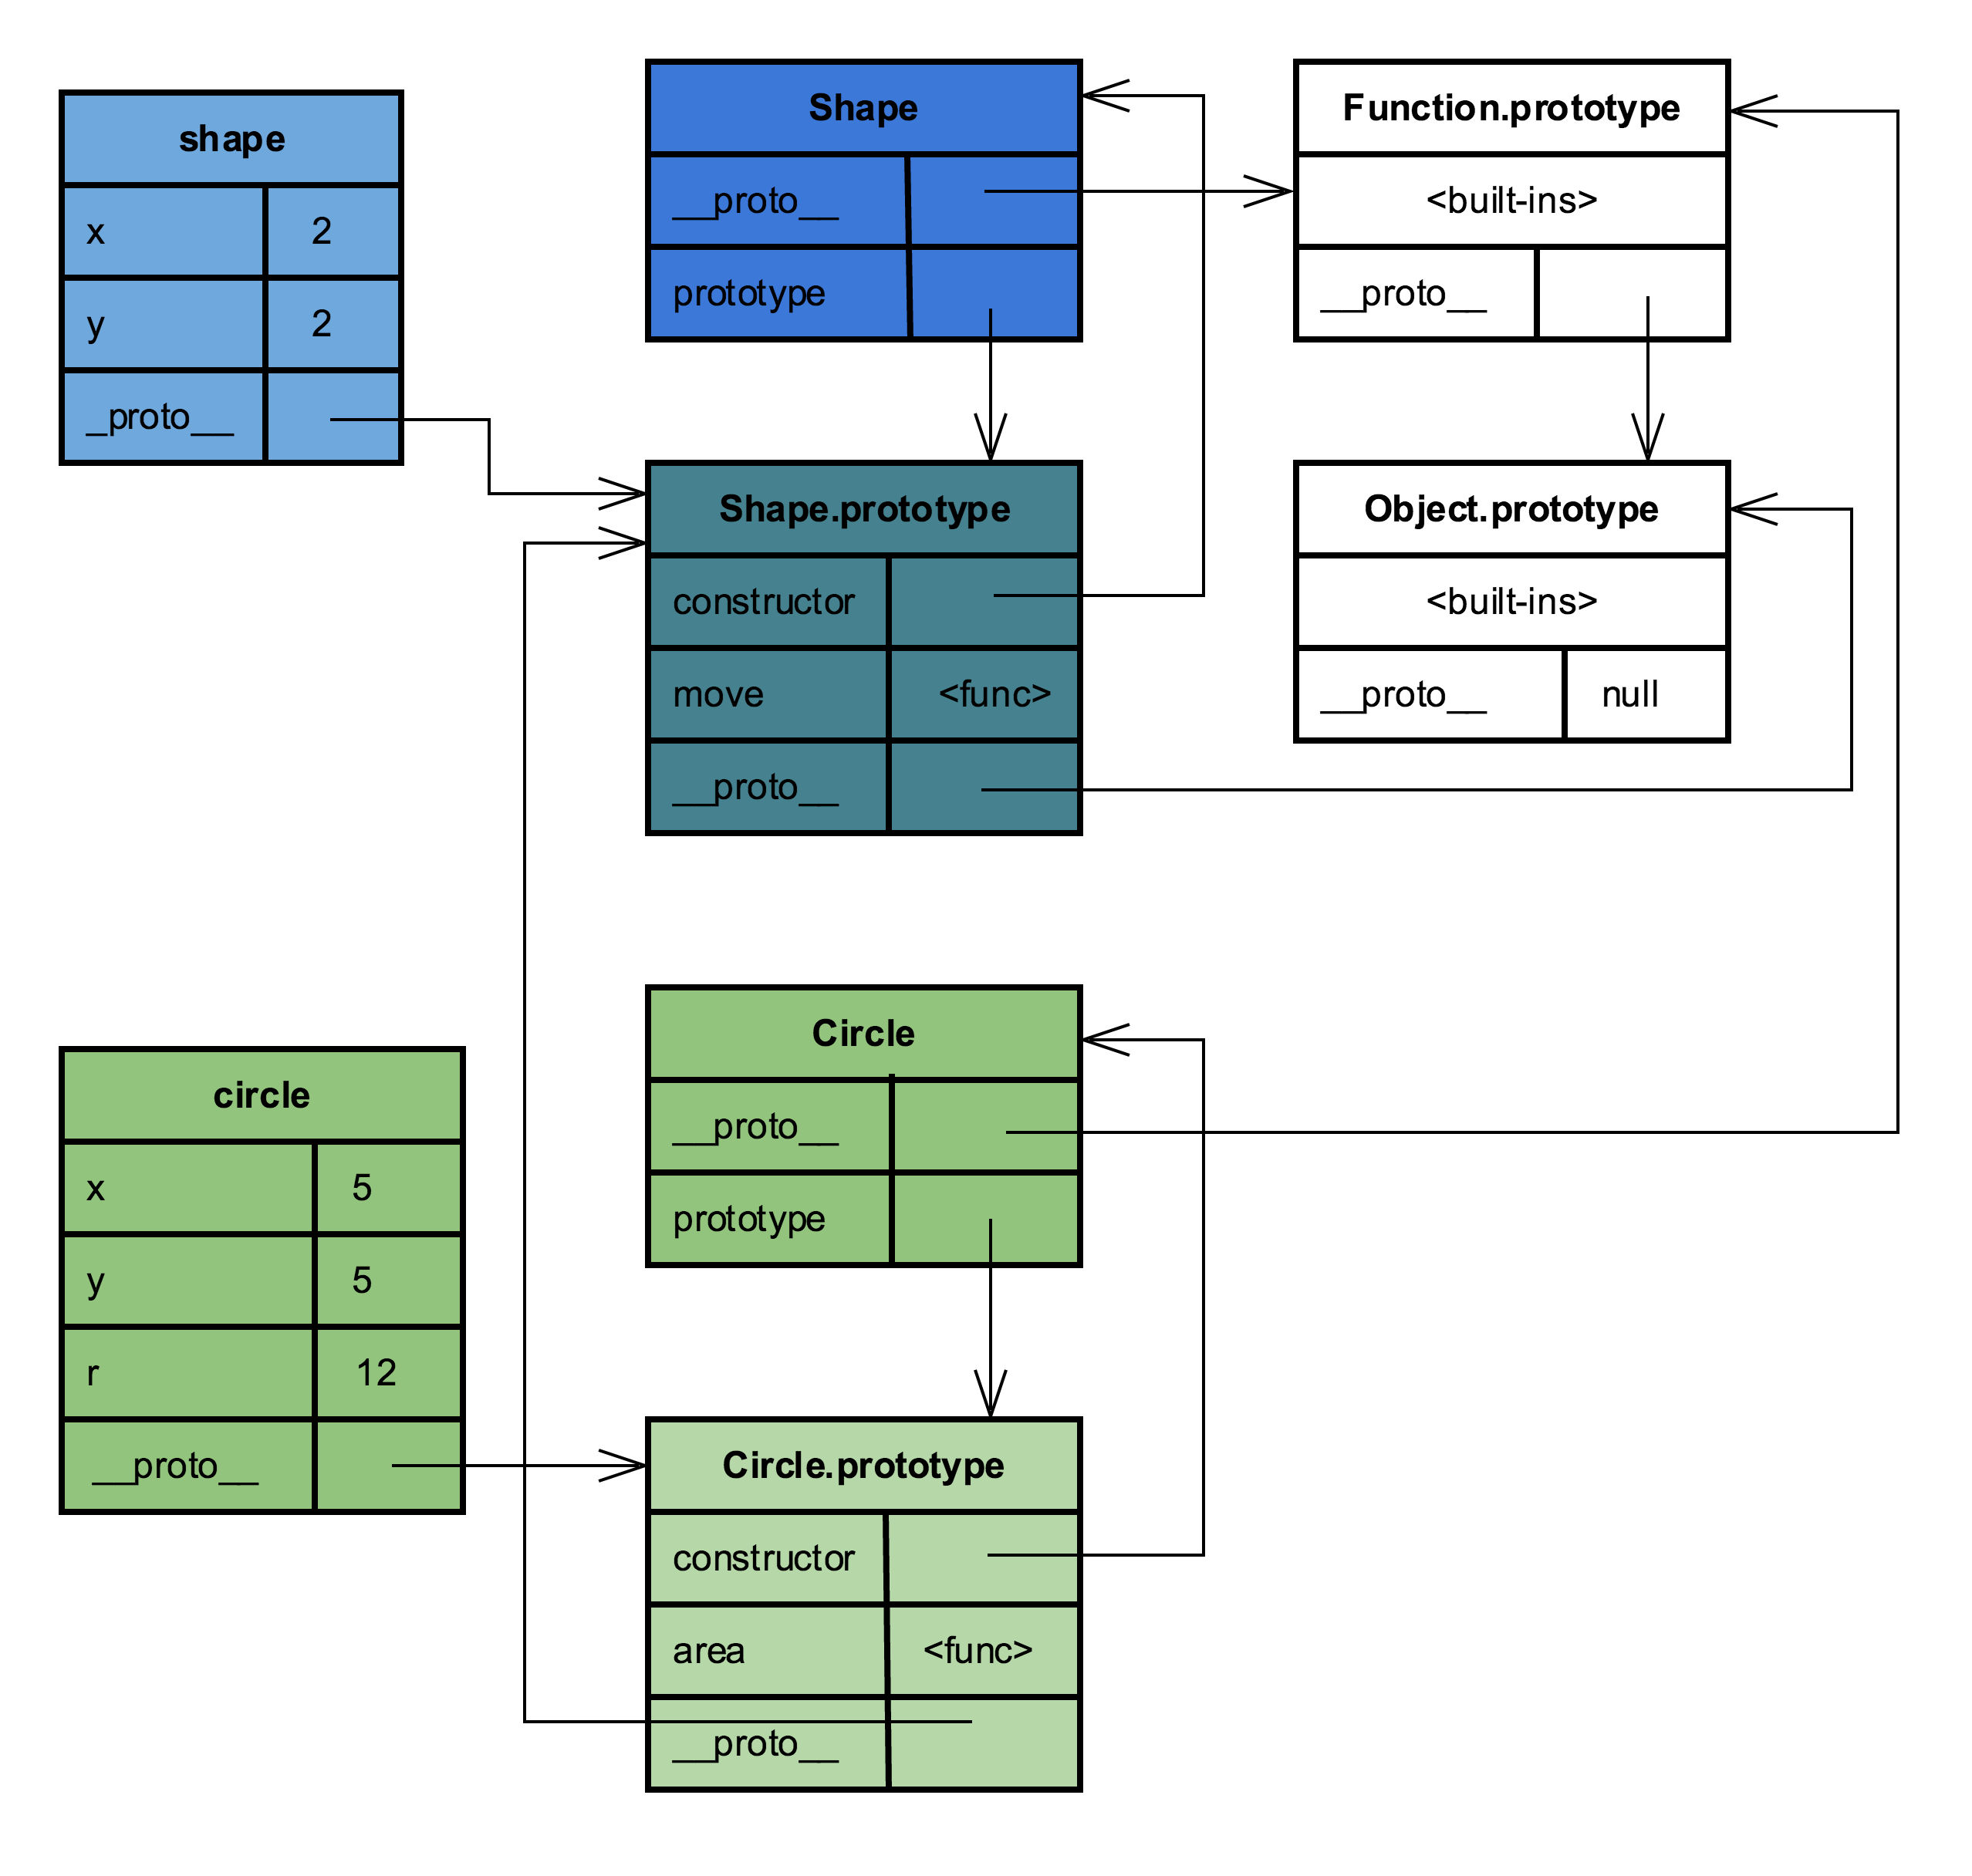 shape
x 2
y 2
_proto__
Shape
__proto__
prototype
Function.prototype
<built-ins>
__proto__
Shape.prototype
constructor
move <func>
__proto__
Object.prototype
<built-ins>
__proto__ null
circle
x 5
y 5
r 12
__proto__
Circle
__proto__
prototype
Circle.prototype
constructor
area <func>
__proto__